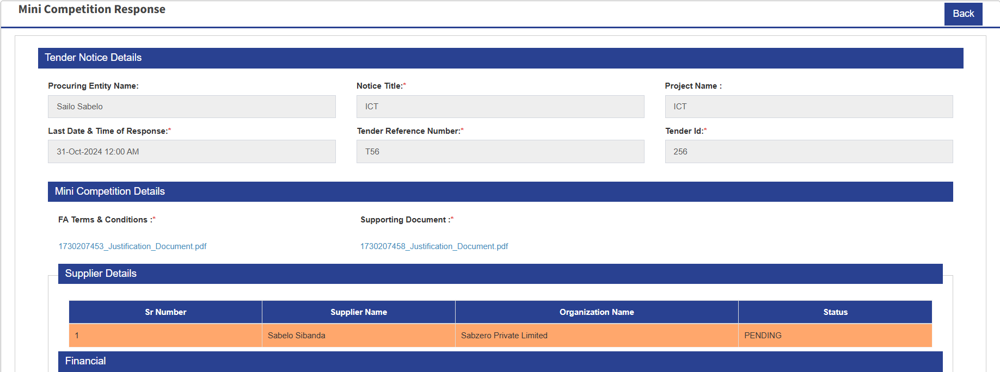 Mini Competition Response
Back
Tender Notice Details
Procuring Entity Name:
Notice Title:*
Project Name :
Sailo Sabelo
ICT
ICT
Last Date & Time of Response:*
Tender Reference Number:*
Tender Id:*
31-Oct-2024 12:00 AM
T56
256
Mini Competition Details
FA Terms & Conditions :*
Supporting Document :*
1730207453_Justification_Document.pdf
1730207458_Justification_Document.pdf
Supplier Details
Sr Number
Supplier Name
Organization Name
Status
1
Sabelo Sibanda
Sabzero Private Limited
PENDING
Financial